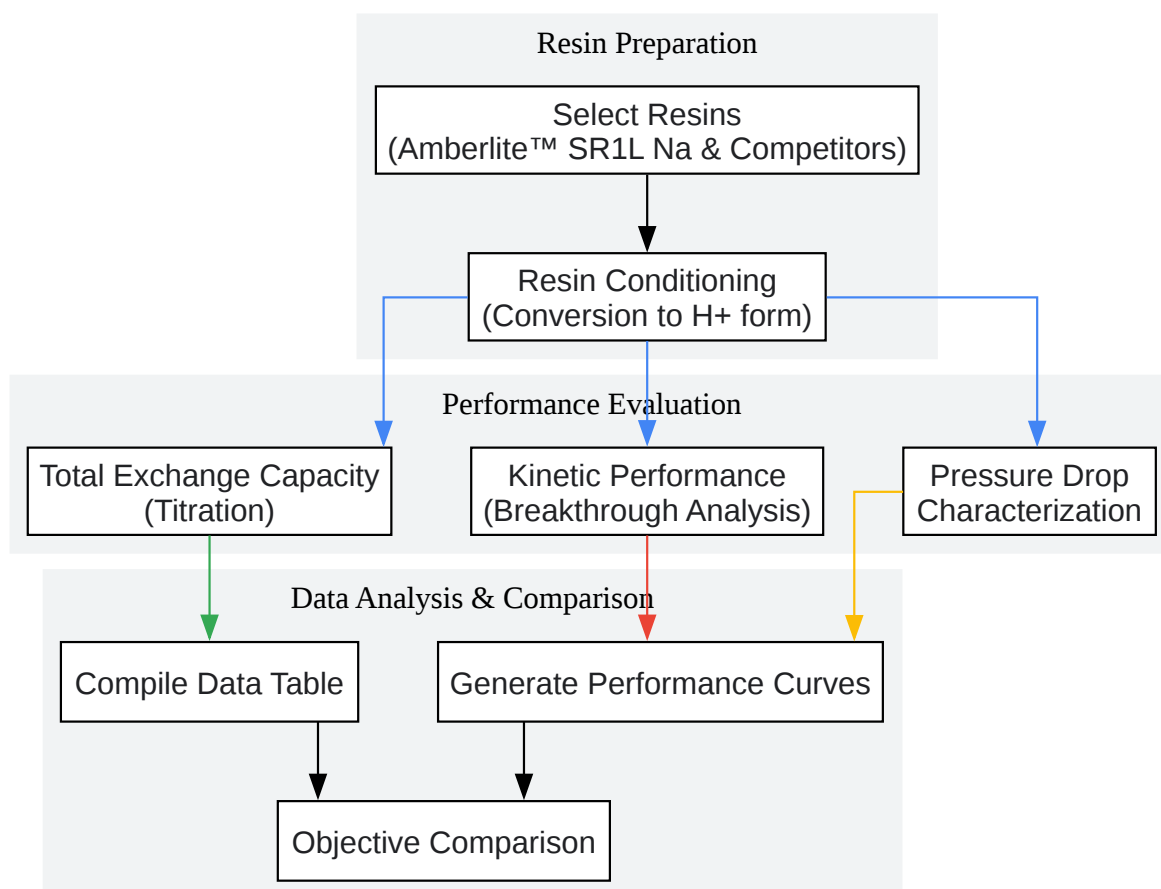 Resin Preparation
Select Resins
(Amberlite™ SR1L Na & Competitors)
Resin Conditioning
(Conversion to H+ form)
Performance Evaluation
Total Exchange Capacity
(Titration)
Kinetic Performance
(Breakthrough Analysis)
Pressure Drop
Characterization
Data Analysis & Comparison
Compile Data Table
Generate Performance Curves
Objective Comparison